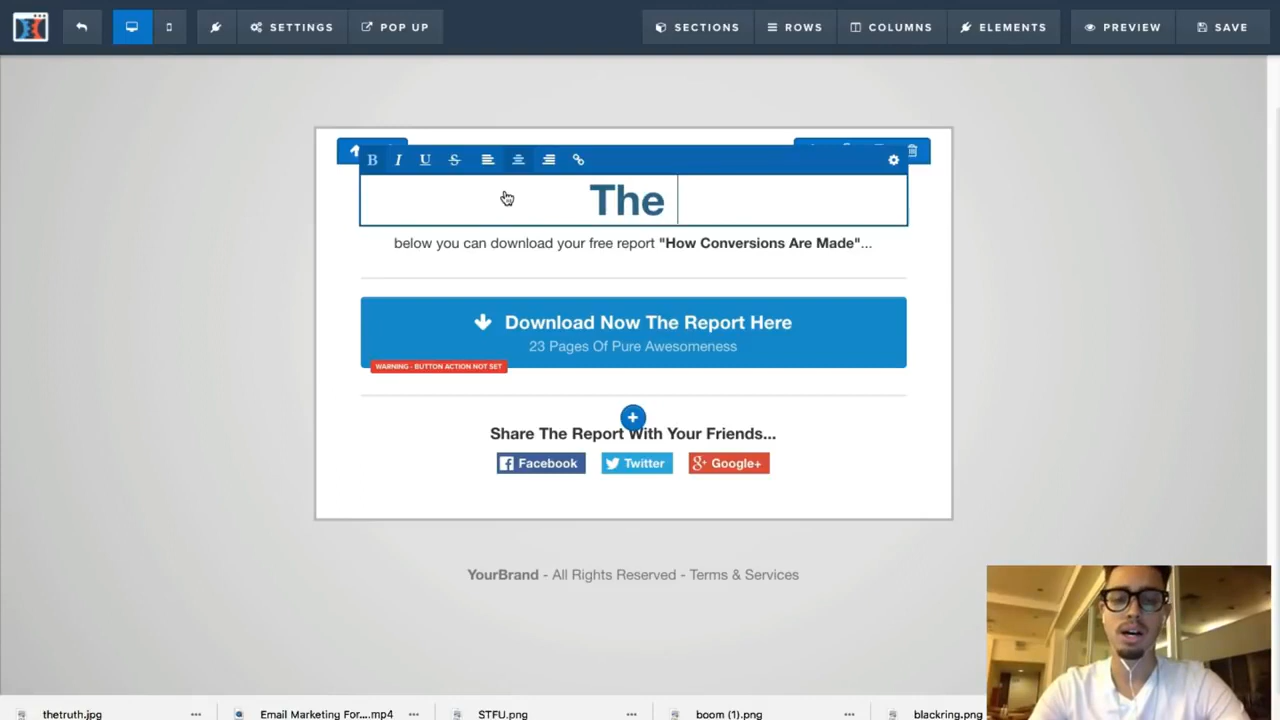 SETTINGS
POP UP
SECTIONS
ROWS
COLUMNS
ELEMENTS
PREVIEW
SAVE
B I U S
The
below you can download your free report "How Conversions Are Made"...
Download Now The Report Here
23 Pages Of Pure Awesomeness
WARNING - BUTTON ACTION NOT SET
Share The Report With Your Friends...
Facebook
Twitter
Google+
YourBrand - All Rights Reserved - Terms & Services
thetruth.jpg
Email Marketing For....mp4
STFU.png
boom (1).png
blackring.png